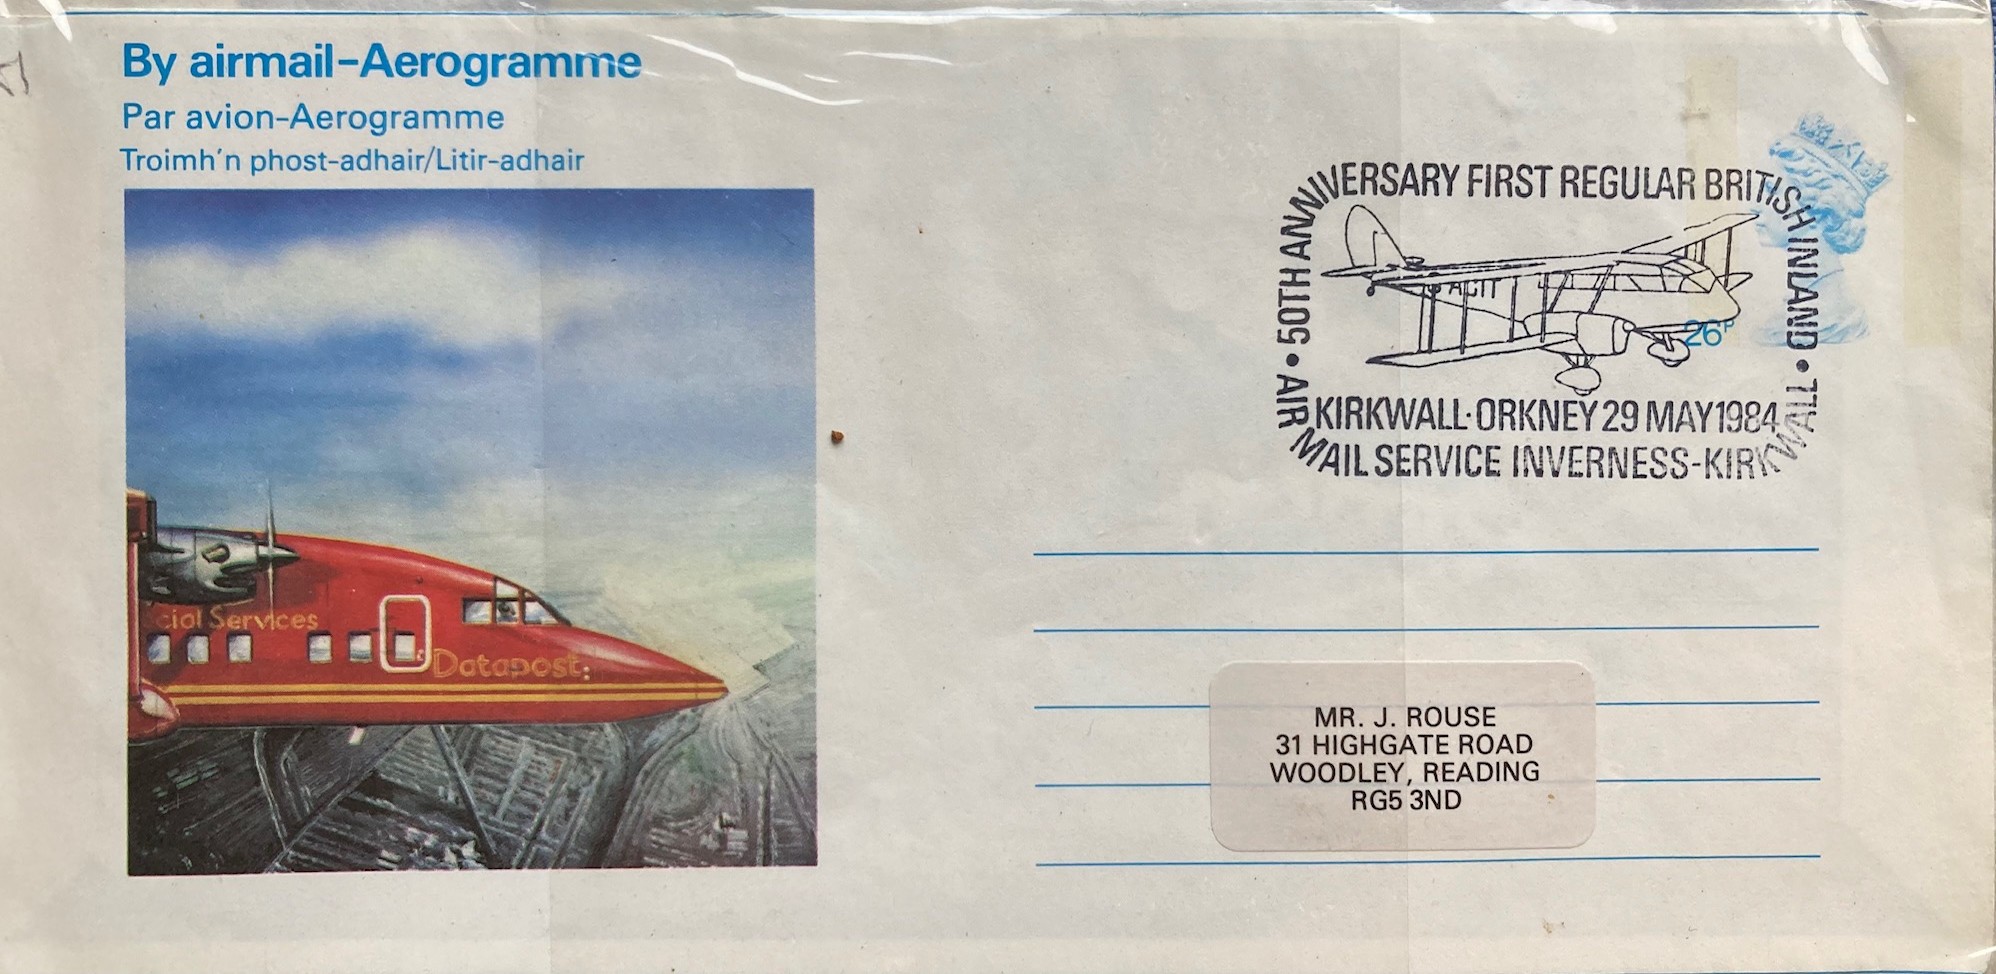 By airmail-Aerogramme
Par avion-Aerogramme
Troimh'n phost-adhair/Litir-adhair
50TH ANNIVERSARY FIRST REGULAR BRITISH INLAND
• AIR MAIL SERVICE INVERNESS-KIRKWALL •
ACIT
26P
KIRKWALL·ORKNEY 29 MAY 1984
cial Services
Datapost:
MR. J. ROUSE
31 HIGHGATE ROAD
WOODLEY, READING
RG5 3ND